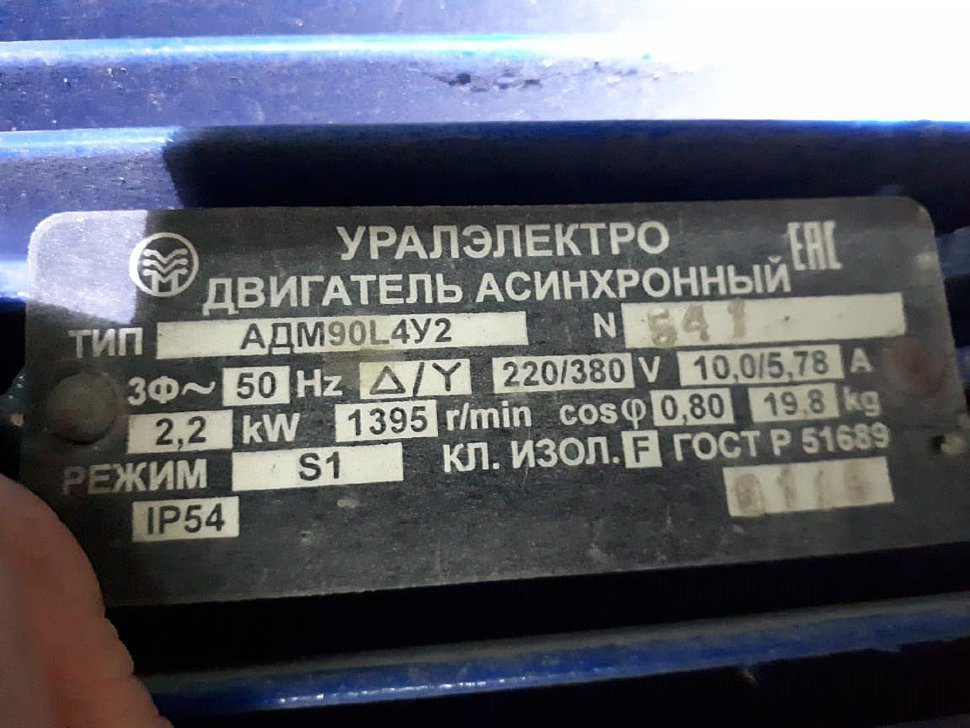 УРАЛЭЛЕКТРО
EAC
ДВИГАТЕЛЬ АСИНХРОННЫЙ
ТИП АДМ90L4У2 N 541
3Ф~ 50 Hz Δ/Y 220/380 V 10,0/5,78 A
2,2 kW 1395 r/min cosφ 0,80 19.8 kg
РЕЖИМ S1 КЛ. ИЗОЛ. F ГОСТ Р 51689
IP54